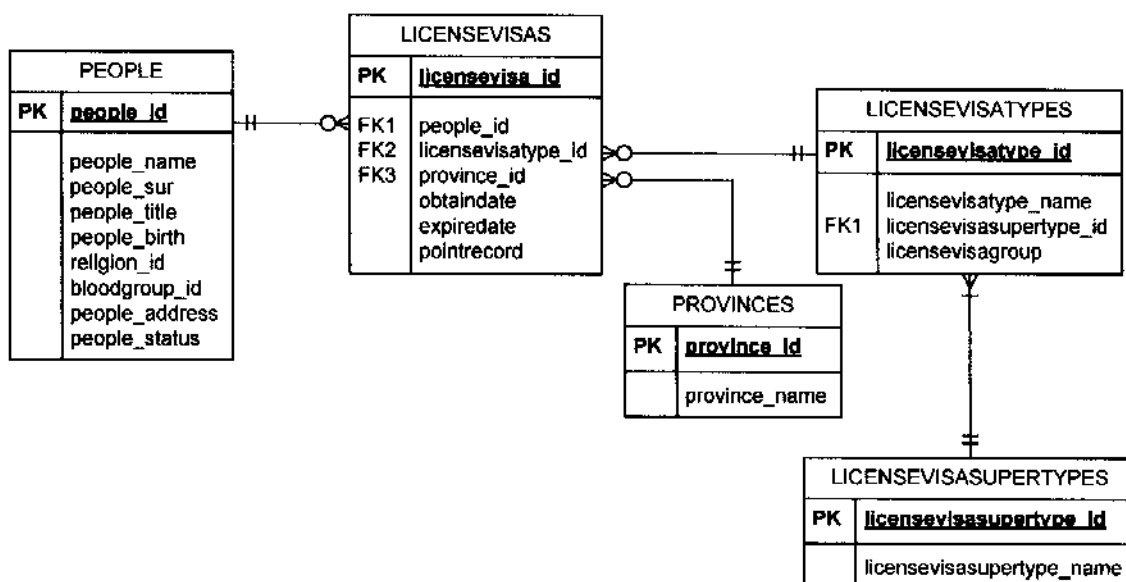 PEOPLE
PK people_id
people_name
people_sur
people_title
people_birth
religion_id
bloodgroup_id
people_address
people_status
LICENSEVISAS
PK licensevisa_id
FK1 people_id
FK2 licensevisatype_id
FK3 province_id
obtaindate
expiredate
pointrecord
LICENSEVISATYPES
PK licensevisatype_id
licensevisatype_name
FK1 licensevisasupertype_id
licensevisagroup
PROVINCES
PK province_id
province_name
LICENSEVISASUPERTYPES
PK licensevisasupertype_id
licensevisasupertype_name